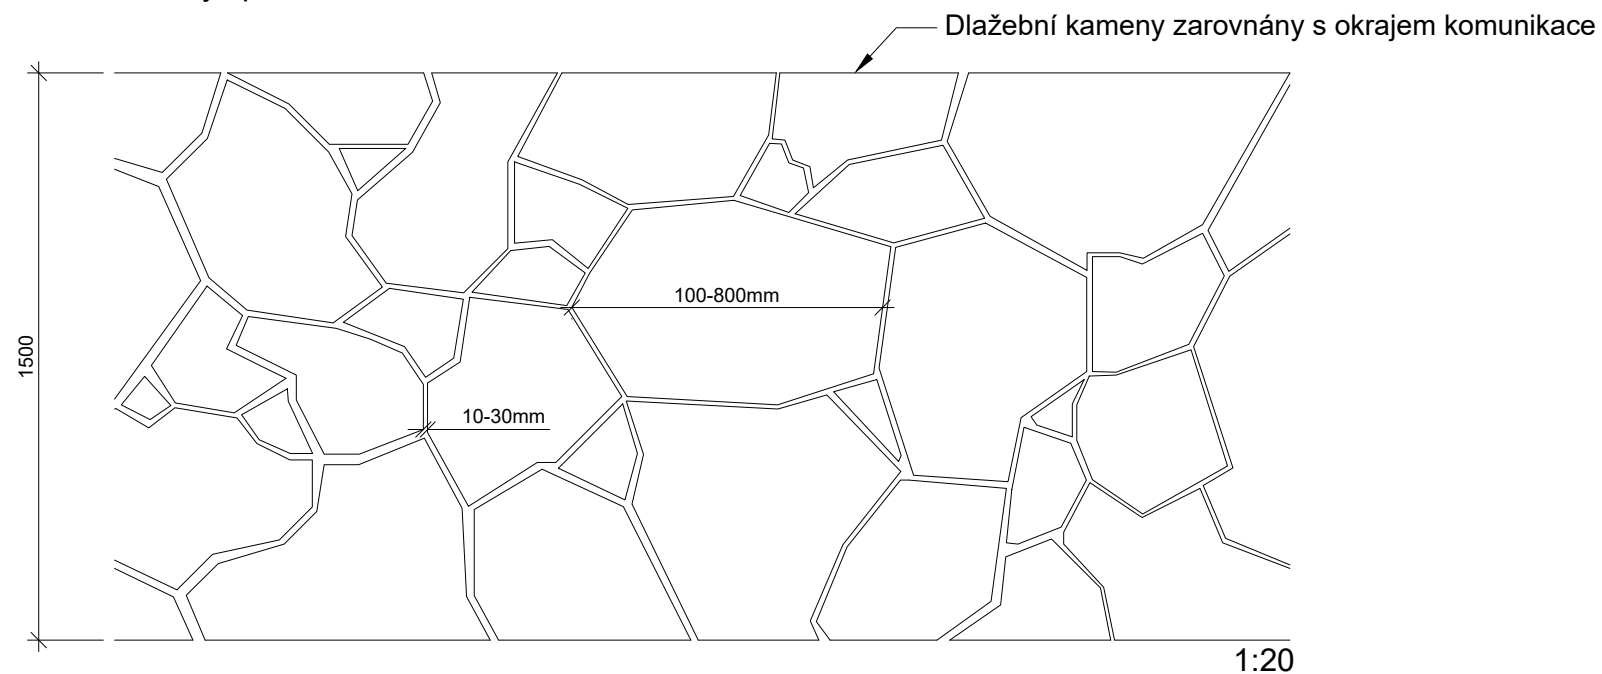 Dlažební kameny zarovnány s okrajem komunikace
100-800mm
1500
10-30mm
1:20